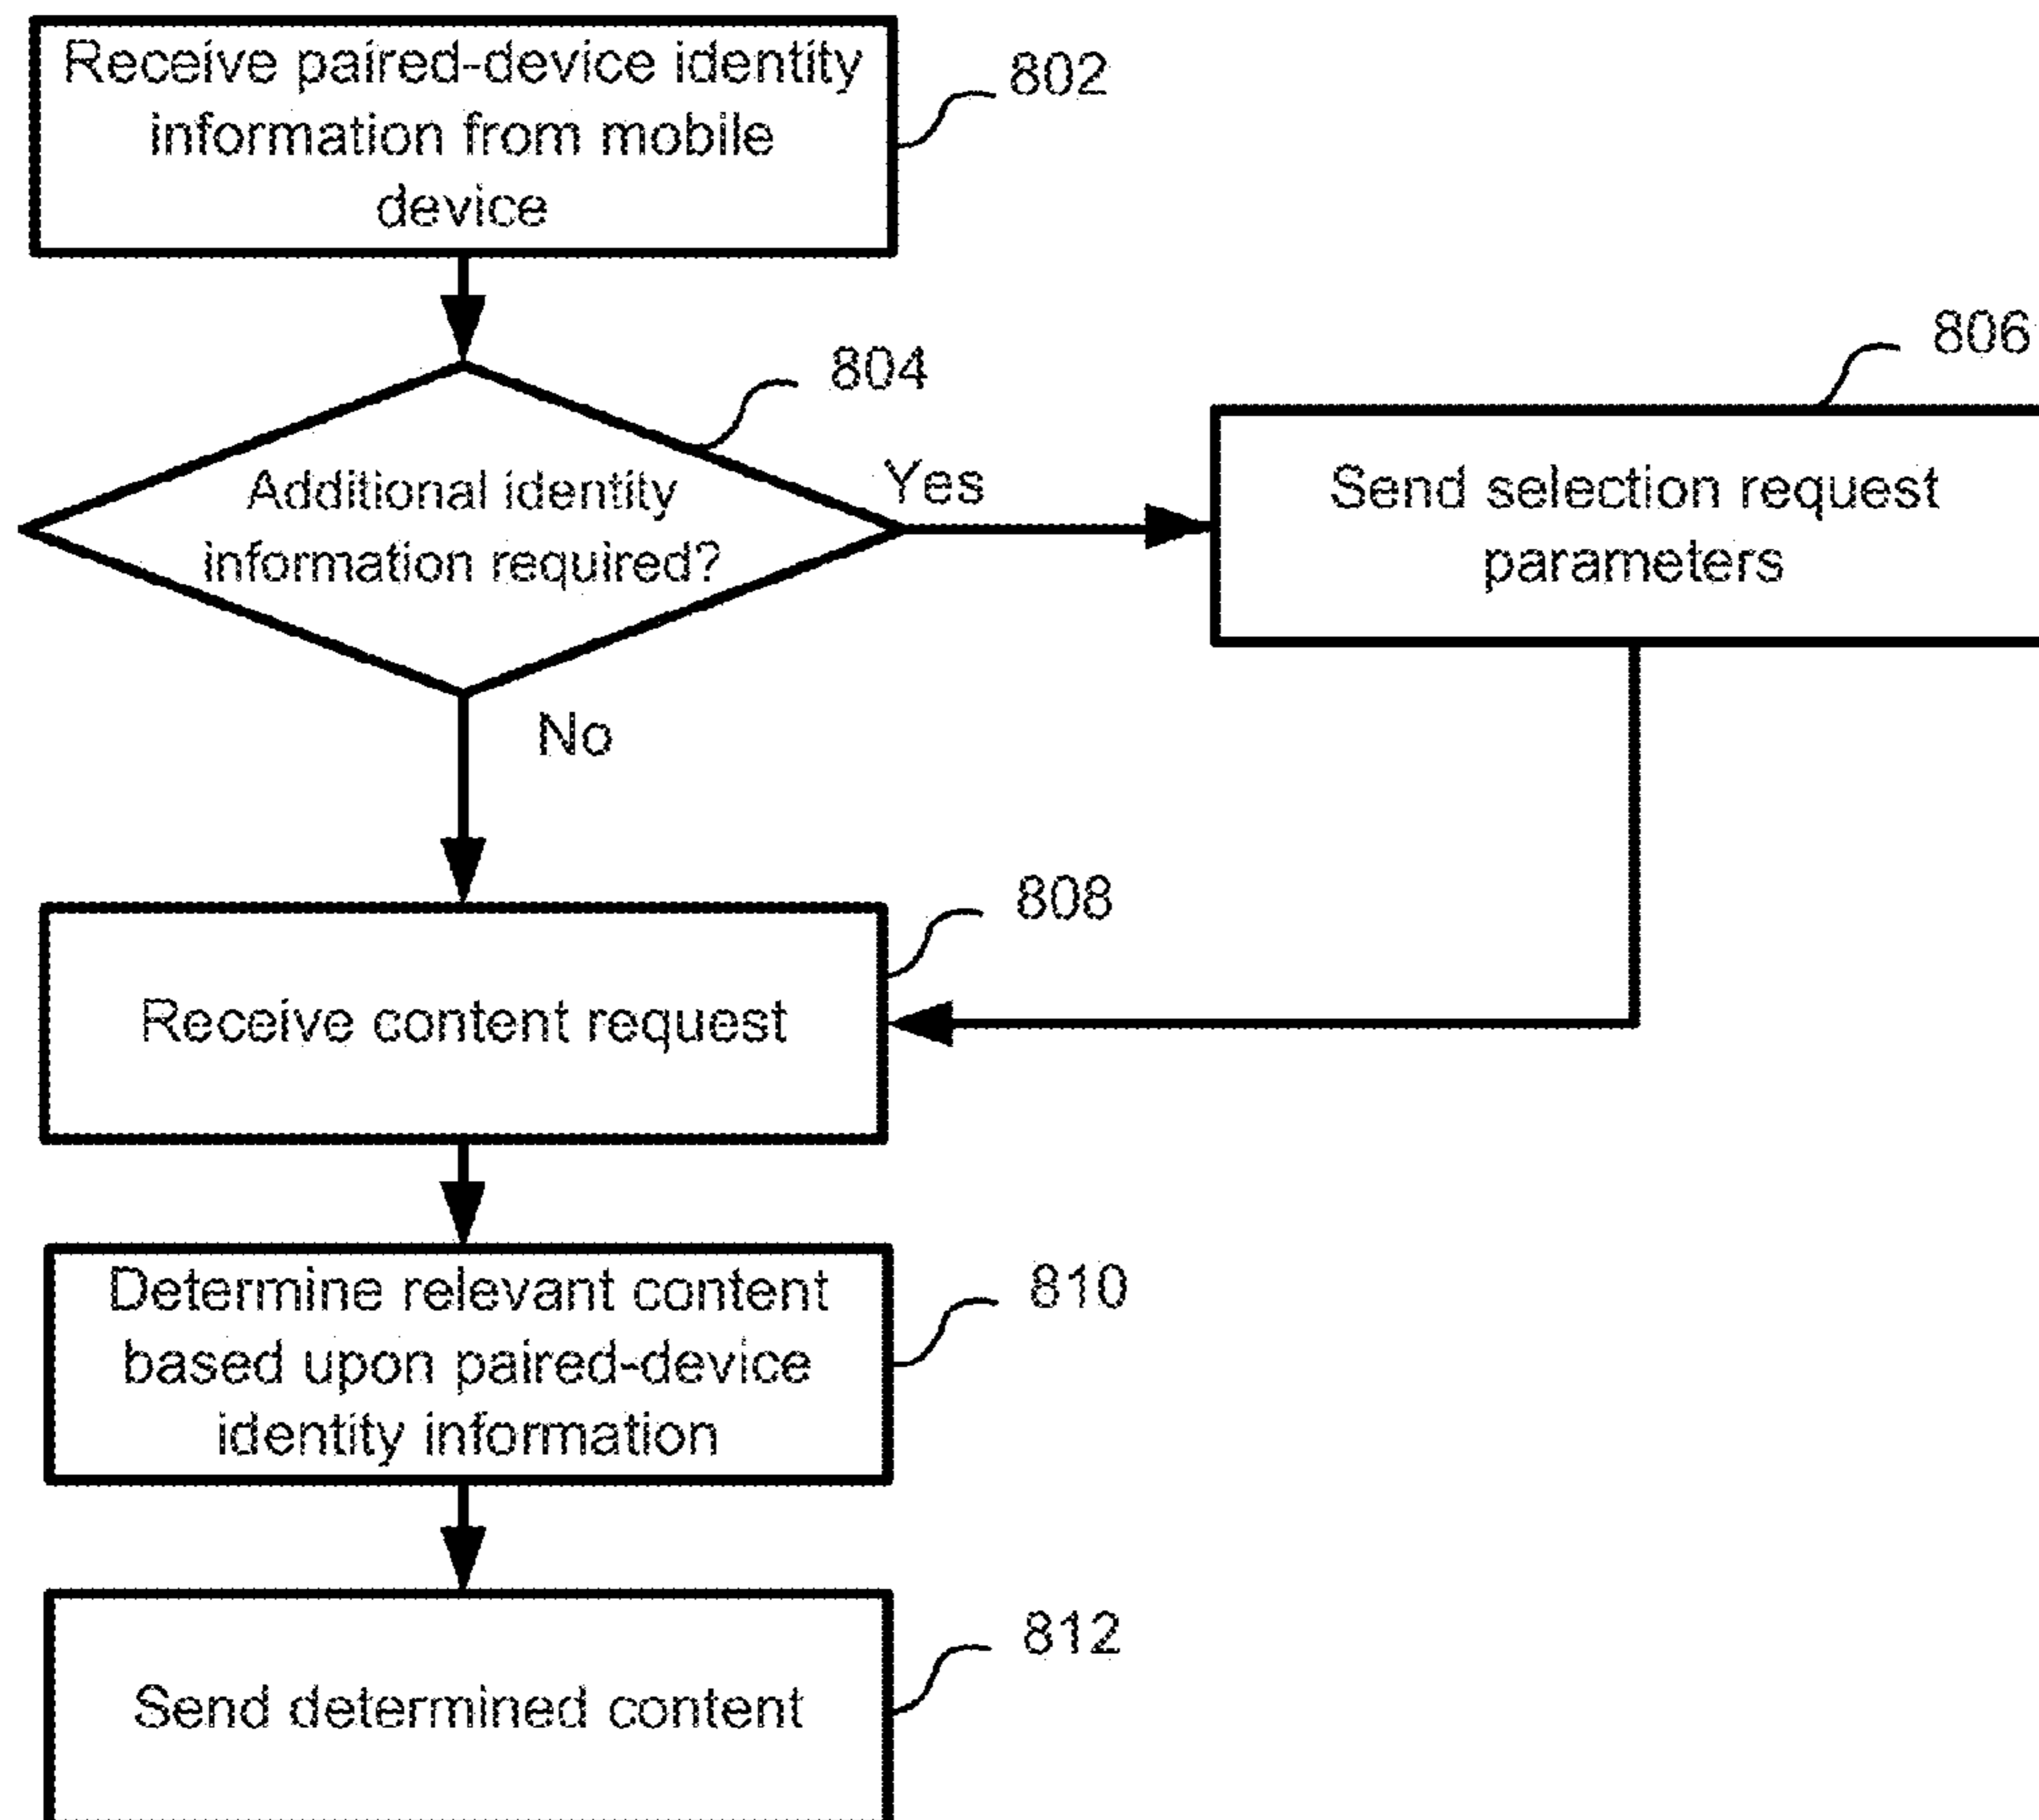 Receive paired-device identity
information from mobile
device
802
804
Additional identity
information required?
Yes
806
Send selection request
parameters
No
808
Receive content request
Determine relevant content
based upon paired-device
identity information
810
812
Send determined content